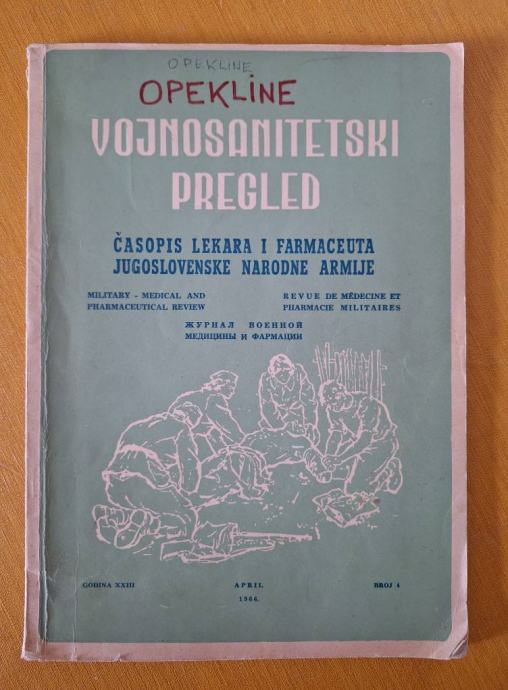 OPEKLINE
OPEKLINE
VOJNOSANITETSKI
PREGLED
ČASOPIS LEKARA I FARMACEUTA
JUGOSLOVENSKE NARODNE ARMIJE
MILITARY - MEDICAL AND
PHARMACEUTICAL REVIEW
REVUE DE MÉDECINE ET
PHARMACIE MILITAIRES
ЖУРНАЛ ВОЕННОЙ
МЕДИЦИНЫ И ФАРМАЦИИ
GODINA XXIII
APRIL
1966.
BROJ 4